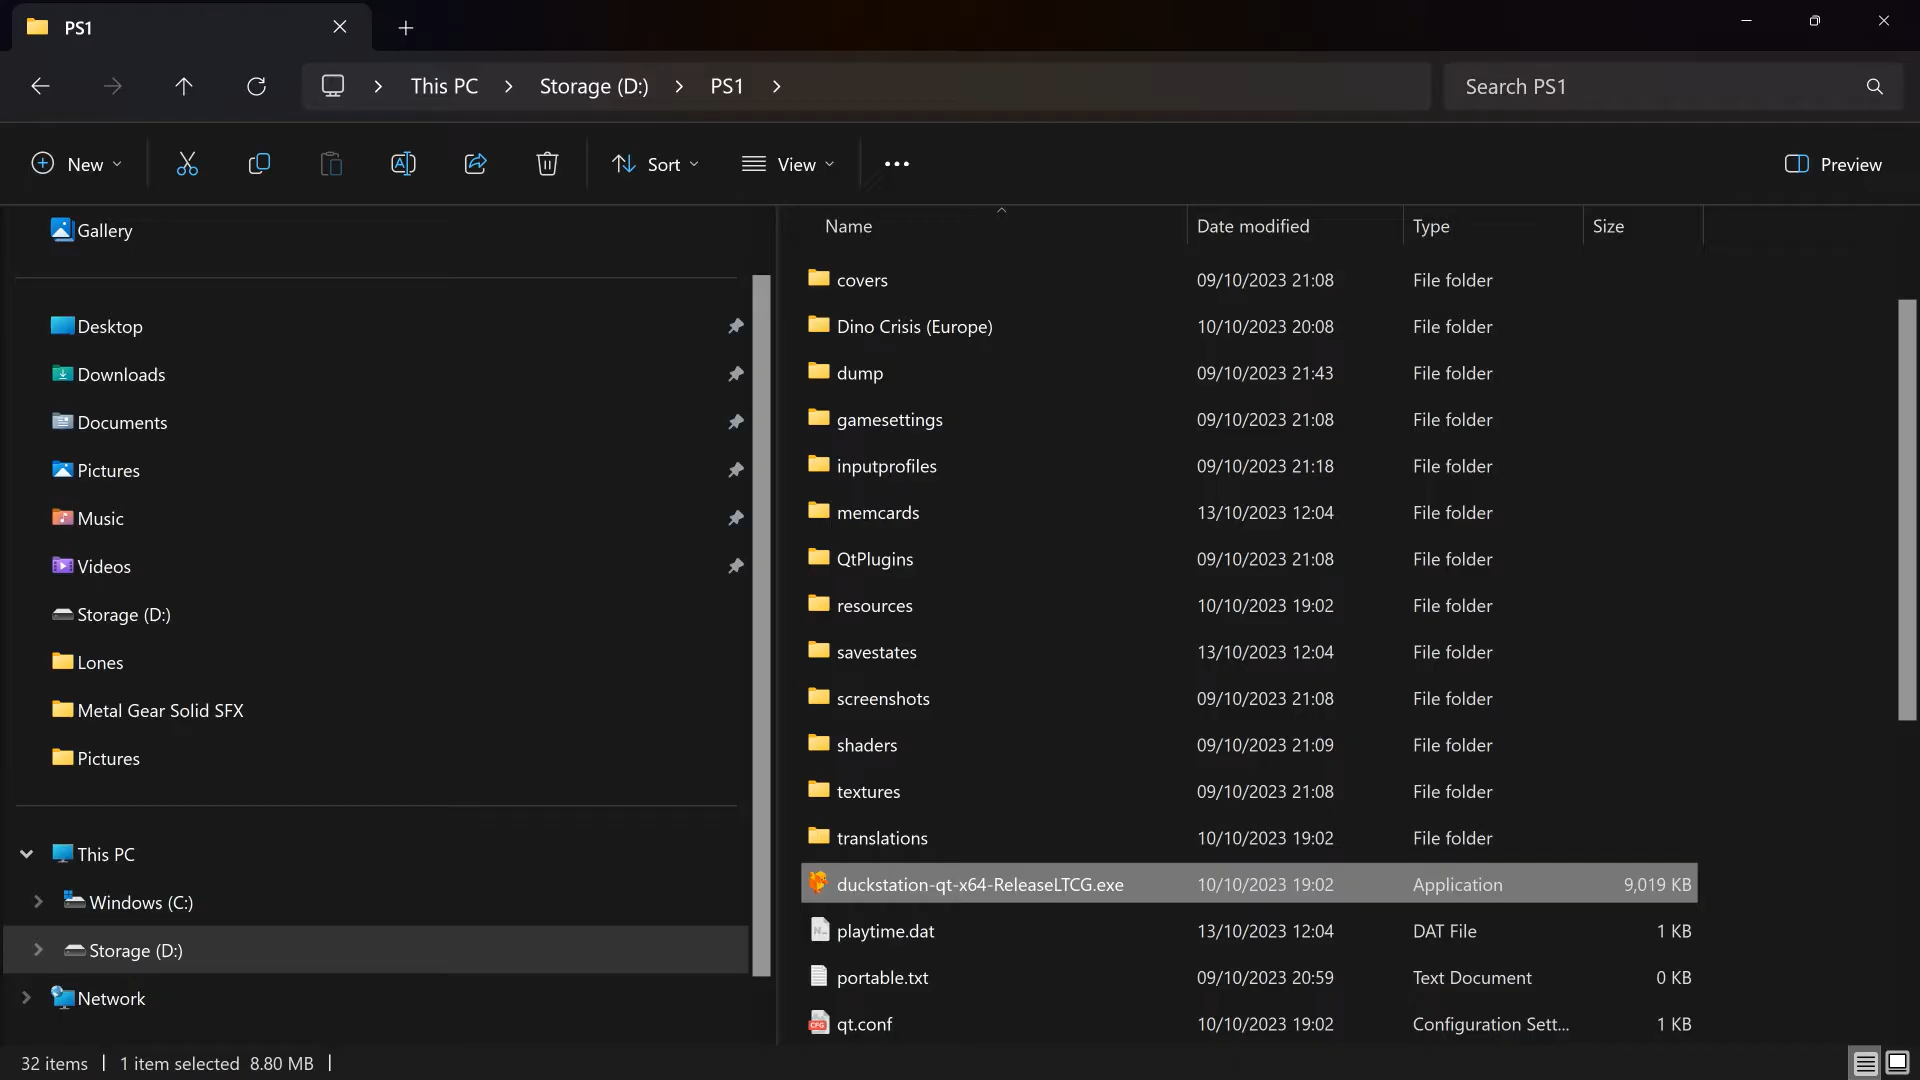 PS1
This PC
Storage (D:)
PS1
Search PS1
New
Sort
View
Preview
Gallery
Desktop
Downloads
Documents
Pictures
Music
Videos
Storage (D:)
Lones
Metal Gear Solid SFX
Pictures
This PC
Windows (C:)
Storage (D:)
Network
Name Date modified Type Size
covers 09/10/2023 21:08 File folder
Dino Crisis (Europe) 10/10/2023 20:08 File folder
dump 09/10/2023 21:43 File folder
gamesettings 09/10/2023 21:08 File folder
inputprofiles 09/10/2023 21:18 File folder
memcards 13/10/2023 12:04 File folder
QtPlugins 09/10/2023 21:08 File folder
resources 10/10/2023 19:02 File folder
savestates 13/10/2023 12:04 File folder
screenshots 09/10/2023 21:08 File folder
shaders 09/10/2023 21:09 File folder
textures 09/10/2023 21:08 File folder
translations 10/10/2023 19:02 File folder
duckstation-qt-x64-ReleaseLTCG.exe 10/10/2023 19:02 Application 9,019 KB
playtime.dat 13/10/2023 12:04 DAT File 1 KB
portable.txt 09/10/2023 20:59 Text Document 0 KB
qt.conf 10/10/2023 19:02 Configuration Sett... 1 KB
32 items 1 item selected 8.80 MB